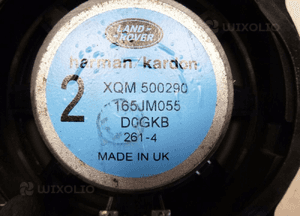 WIXOLIO
LAND-
-ROVER
harman kardon
2
XQM 500290
165JM055
D0GKB
261-4
MADE IN UK
WIXOLIO